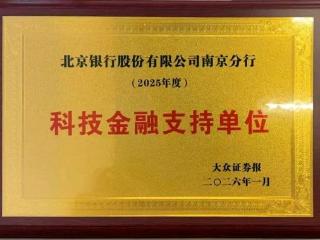 北京银行股份有限公司南京分行
（2025年度）
科技金融支持单位
大众证券报
二〇二六年一月